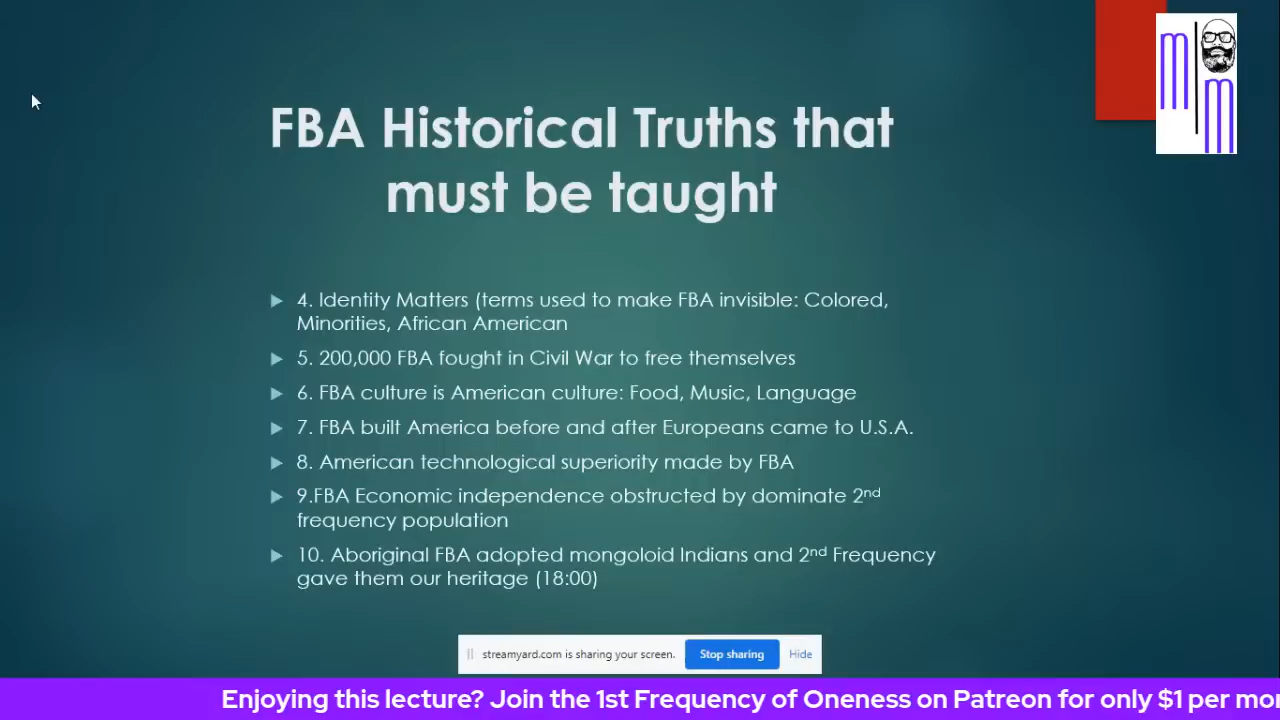 m
m
FBA Historical Truths that
must be taught
4. Identity Matters (terms used to make FBA invisible: Colored,
Minorities, African American
5. 200,000 FBA fought in Civil War to free themselves
6. FBA culture is American culture: Food, Music, Language
7. FBA built America before and after Europeans came to U.S.A.
8. American technological superiority made by FBA
9.FBA Economic independence obstructed by dominate 2nd
frequency population
10. Aboriginal FBA adopted mongoloid Indians and 2nd Frequency
gave them our heritage (18:00)
streamyard.com is sharing your screen. Stop sharing Hide
Enjoying this lecture? Join the 1st Frequency of Oneness on Patreon for only $1 per mo